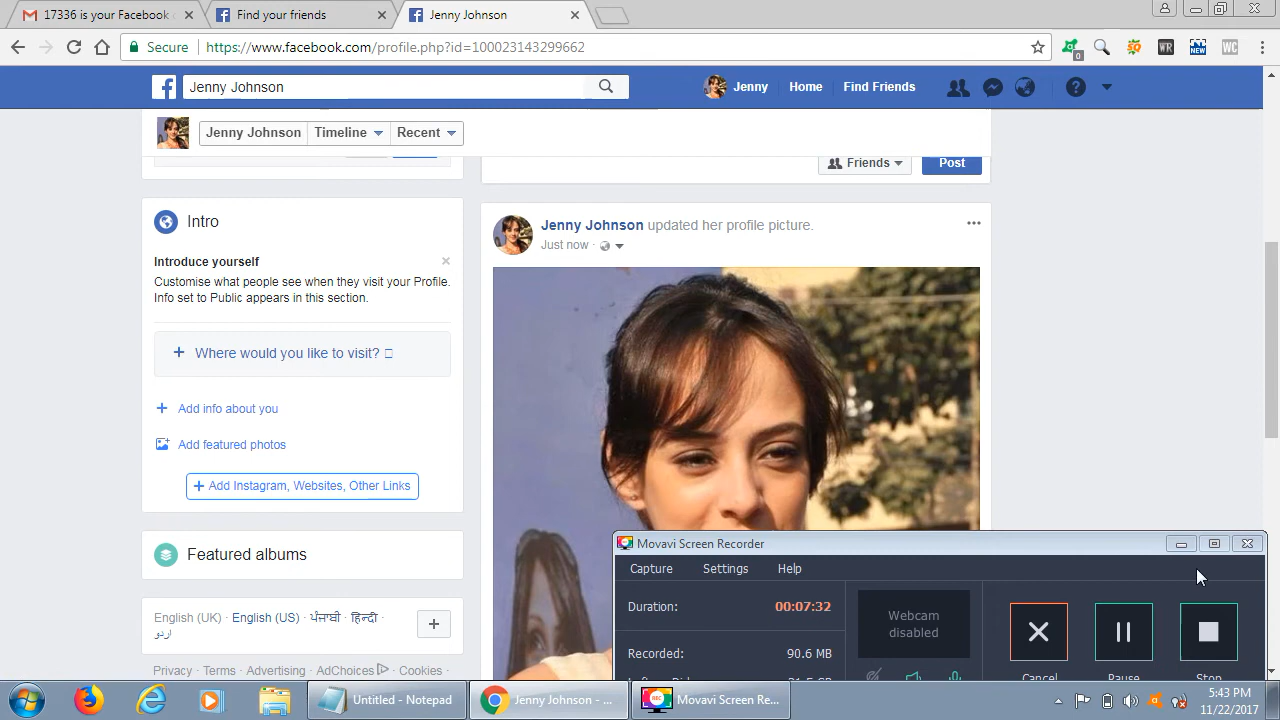 17336 is your Facebook
Find your friends
Jenny Johnson
Secure
https://www.facebook.com/profile.php?id=100023143299662
0
SQ
WR
NEW
WC
Jenny Johnson
Jenny
Home
Find Friends
Jenny Johnson
Timeline
Recent
Friends
Post
Intro
Jenny Johnson updated her profile picture.
Just now ·
Introduce yourself
Customise what people see when they visit your Profile.
Info set to Public appears in this section.
+ Where would you like to visit?
+ Add info about you
Add featured photos
+ Add Instagram, Websites, Other Links
Featured albums
English (UK) · English (US) · ਪੰਜਾਬੀ · हिन्दी ·
اردو
+
Privacy · Terms · Advertising · AdChoices · Cookies ·
Movavi Screen Recorder
Capture
Settings
Help
Duration:
00:07:32
Webcam
disabled
Recorded:
90.6 MB
Cancel
Pause
Stop
Untitled - Notepad
Jenny Johnson - ...
REC
Movavi Screen Re...
5:43 PM
11/22/2017